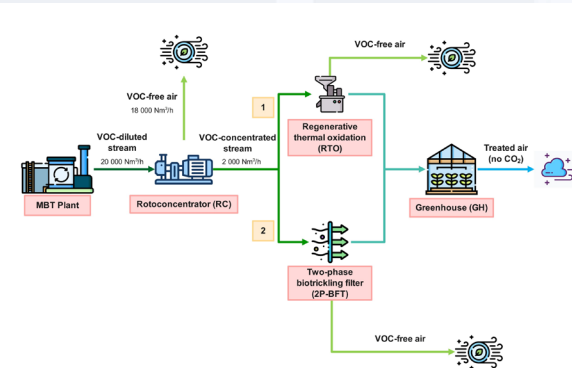 VOC-free air
VOC-free air
18 000 Nm³/h
1
Regenerative
thermal oxidation
(RTO)
VOC-diluted
stream
20 000 Nm³/h
VOC-concentrated
stream
2 000 Nm³/h
Treated air
(no CO₂)
MBT Plant
Rotoconcentrator (RC)
Greenhouse (GH)
2
Two-phase
biotrickling filter
(2P-BFT)
VOC-free air